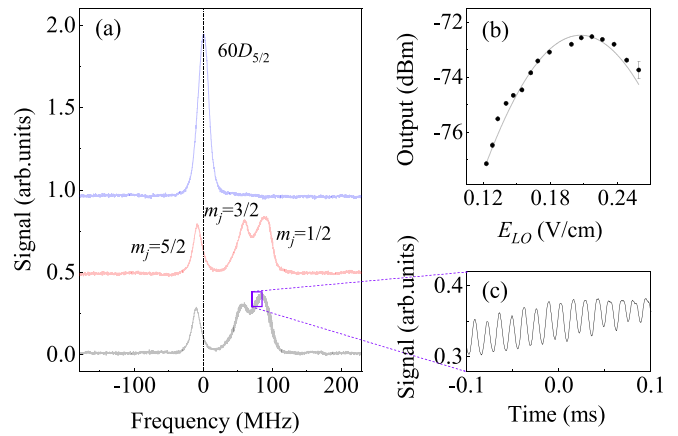 (a)
60D5/2
mj=5/2
mj=3/2
mj=1/2
2.0
1.5
1.0
0.5
0.0
Signal (arb.units)
-100
0
100
200
Frequency (MHz)
(b)
-72
-74
-76
Output (dBm)
0.12
0.16
0.20
0.24
ELO (V/cm)
(c)
0.4
0.3
Signal (arb.units)
-0.1
0.0
0.1
Time (ms)